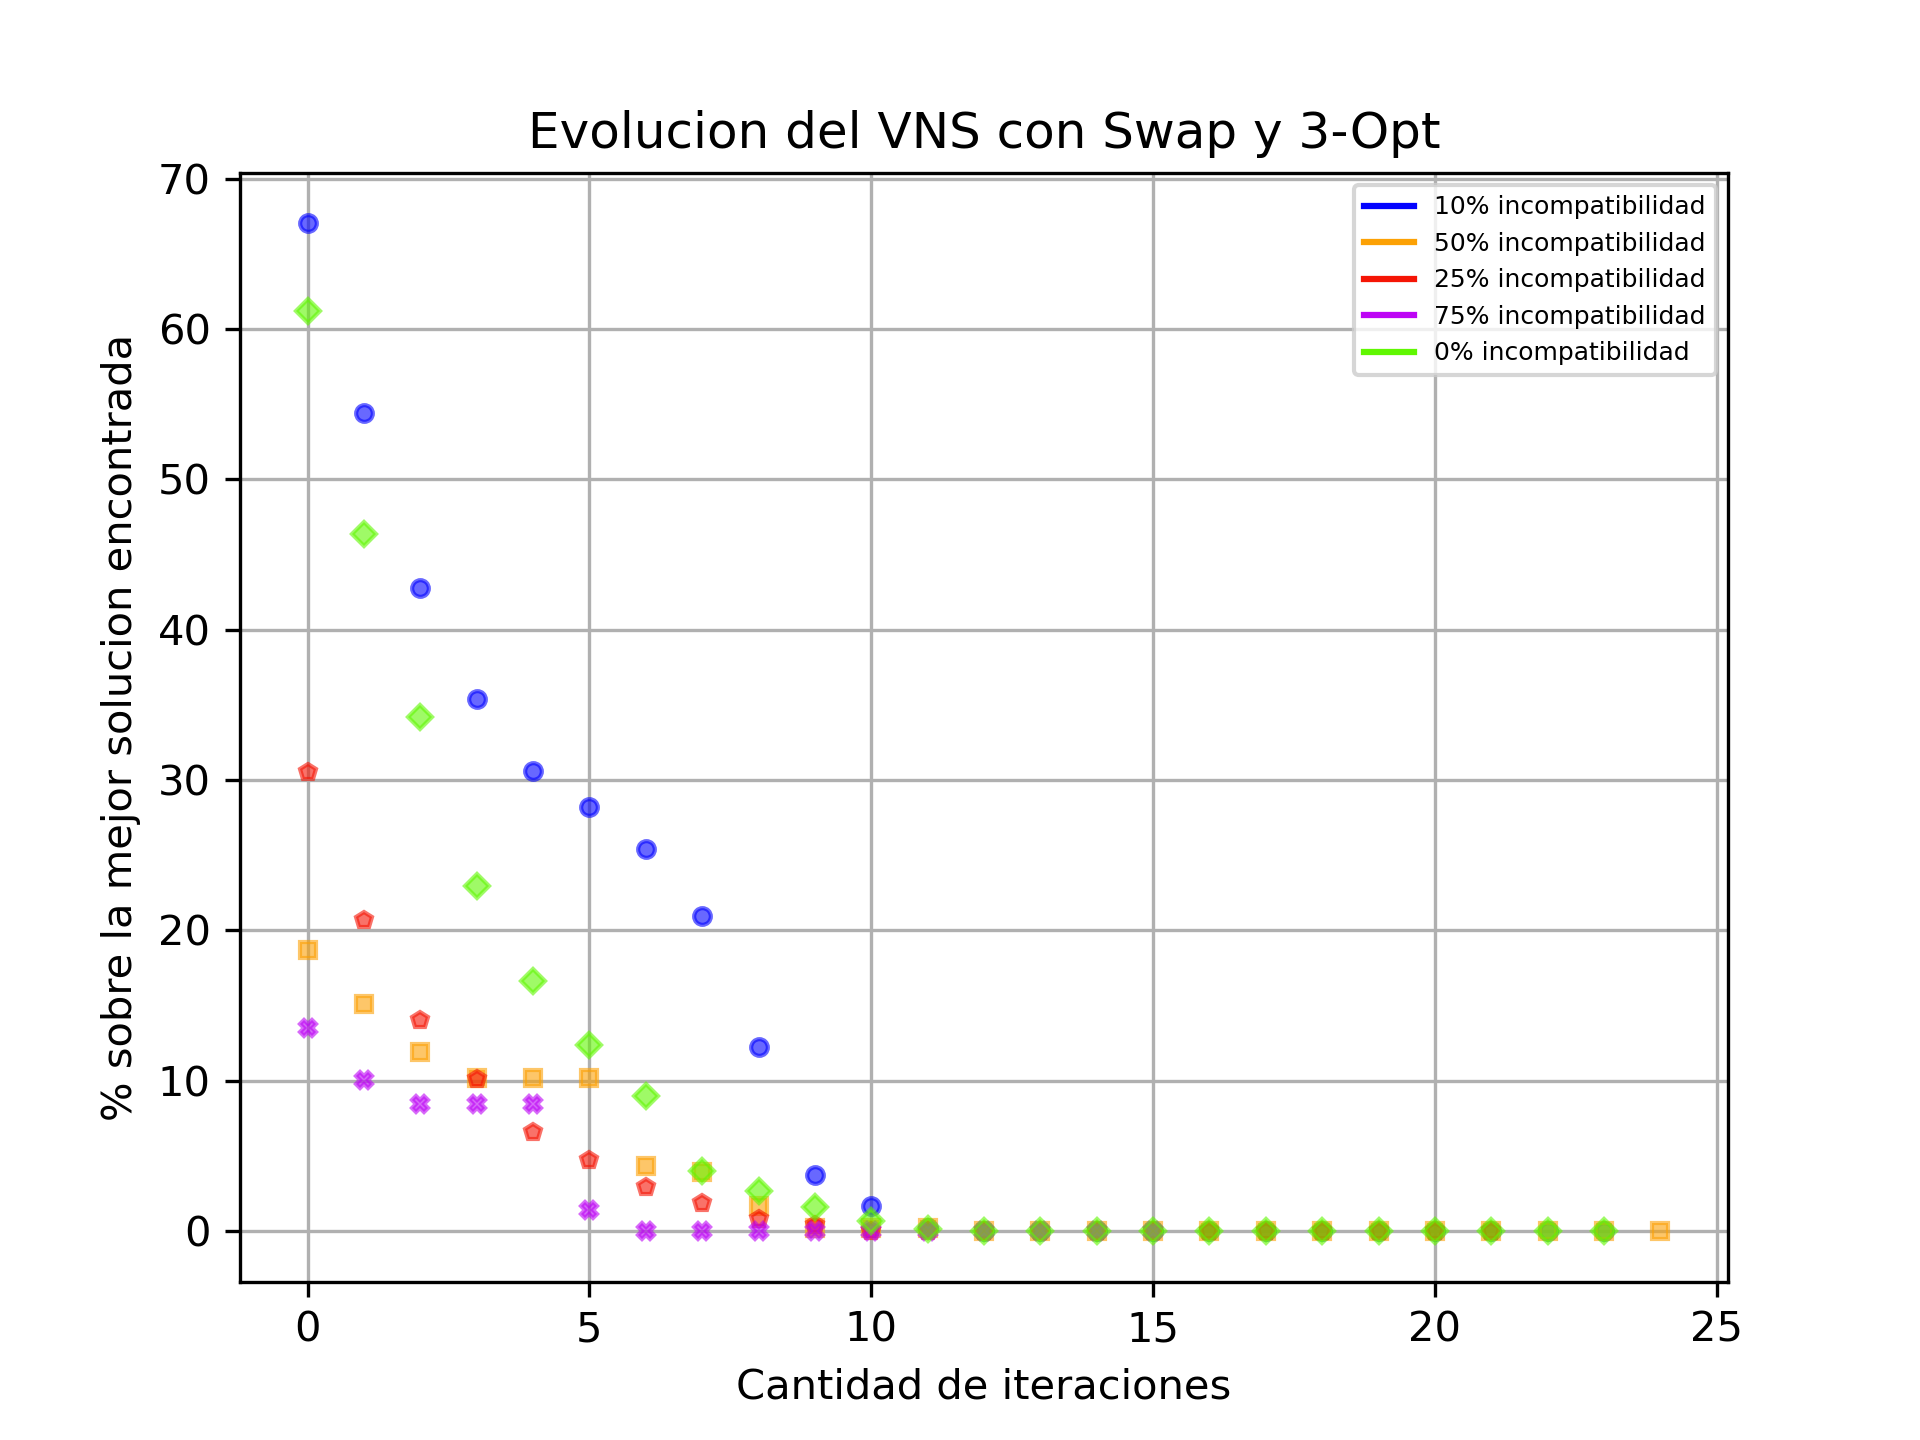 Evolucion del VNS con Swap y 3-Opt
70
60
50
40
30
20
10
0
% sobre la mejor solucion encontrada
10% incompatibilidad
50% incompatibilidad
25% incompatibilidad
75% incompatibilidad
0% incompatibilidad
0 5 10 15 20 25
Cantidad de iteraciones